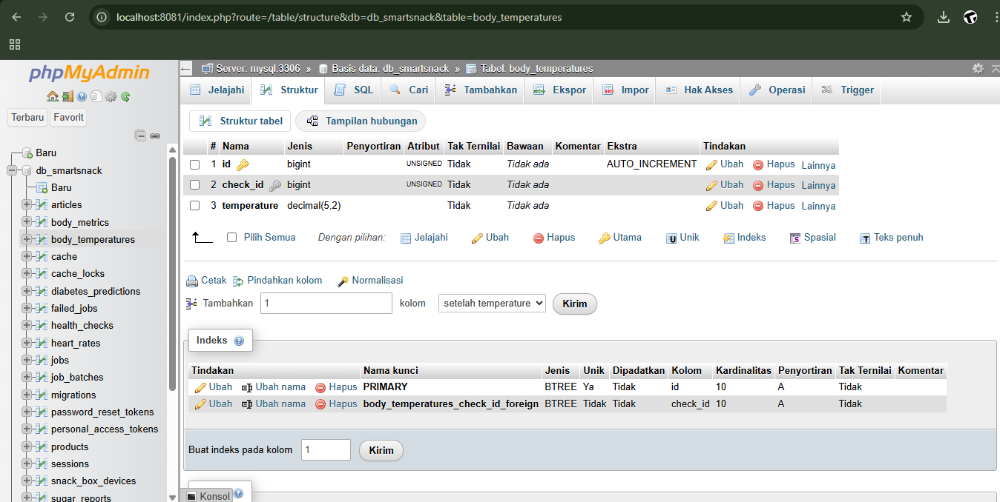 localhost:8081/index.php?route=/table/structure&db=db_smartsnack&table=body_temperatures
phpMyAdmin
Terbaru Favorit
Baru
db_smartsnack
Baru
articles
body_metrics
body_temperatures
cache
cache_locks
diabetes_predictions
failed_jobs
health_checks
heart_rates
jobs
job_batches
migrations
password_reset_tokens
personal_access_tokens
products
sessions
snack_box_devices
sugar_reports
Server: mysql:3306 » Basis data: db_smartsnack » Tabel: body_temperatures
Jelajahi Struktur SQL Cari Tambahkan Ekspor Impor Hak Akses Operasi Trigger
Struktur tabel Tampilan hubungan
# Nama Jenis Penyortiran Atribut Tak Ternilai Bawaan Komentar Ekstra Tindakan
1 id bigint UNSIGNED Tidak Tidak ada AUTO_INCREMENT Ubah Hapus Lainnya
2 check_id bigint UNSIGNED Tidak Tidak ada Ubah Hapus Lainnya
3 temperature decimal(5,2) Tidak Tidak ada Ubah Hapus Lainnya
Pilih Semua Dengan pilihan: Jelajahi Ubah Hapus Utama Unik Indeks Spasial Teks penuh
Cetak Pindahkan kolom Normalisasi
Tambahkan 1 kolom setelah temperature Kirim
Indeks
Tindakan Nama kunci Jenis Unik Dipadatkan Kolom Kardinalitas Penyortiran Tak Ternilai Komentar
Ubah Ubah nama Hapus PRIMARY BTREE Ya Tidak id 10 A Tidak
Ubah Ubah nama Hapus body_temperatures_check_id_foreign BTREE Tidak Tidak check_id 10 A Tidak
Buat indeks pada kolom 1 Kirim
Konsol